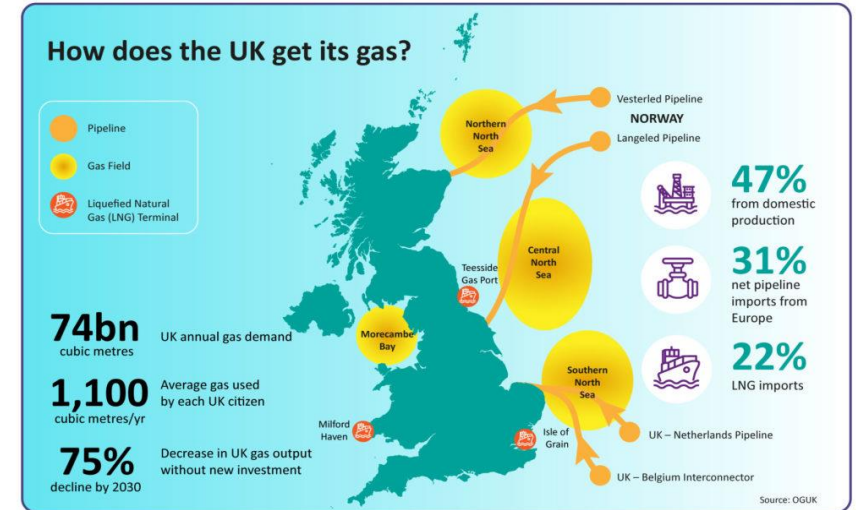 How does the UK get its gas?
Pipeline
Gas Field
Liquefied Natural
Gas (LNG) Terminal
Northern
North
Sea
Vesterled Pipeline
NORWAY
Langeled Pipeline
Central
North
Sea
Teesside
Gas Port
Morecambe
Bay
Southern
North
Sea
Milford
Haven
Isle of
Grain
UK – Netherlands Pipeline
UK – Belgium Interconnector
47%
from domestic
production
31%
net pipeline
imports from
Europe
22%
LNG imports
74bn
cubic metres
UK annual gas demand
1,100
cubic metres/yr
Average gas used
by each UK citizen
75%
decline by 2030
Decrease in UK gas output
without new investment
Source: OGUK